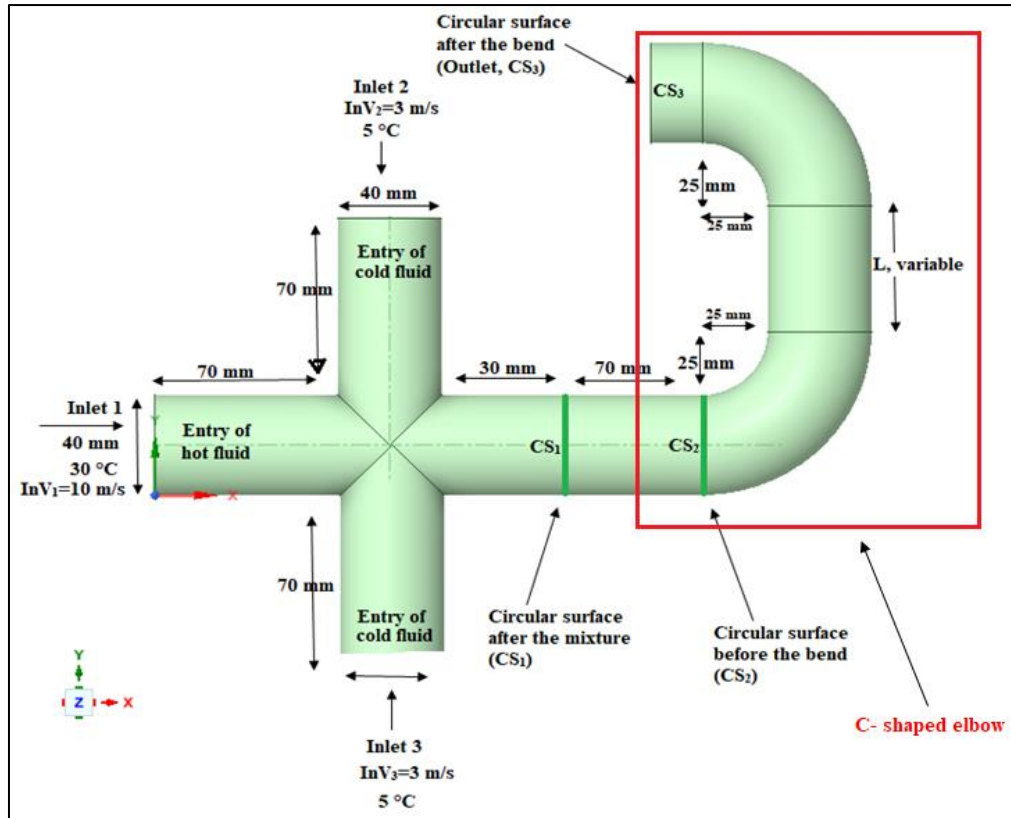 Circular surface
after the bend
(Outlet, CS₃)
CS₃
Inlet 2
InV₂=3 m/s
5 °C
40 mm
25 mm
25 mm
Entry of
cold fluid
70 mm
L, variable
25 mm
25 mm
70 mm
30 mm
70 mm
Inlet 1
40 mm
30 °C
InV₁=10 m/s
Y
X
Entry of
hot fluid
CS₁
CS₂
70 mm
Entry of
cold fluid
Circular surface
after the mixture
(CS₁)
Circular surface
before the bend
(CS₂)
Y
Z
X
C- shaped elbow
Inlet 3
InV₃=3 m/s
5 °C